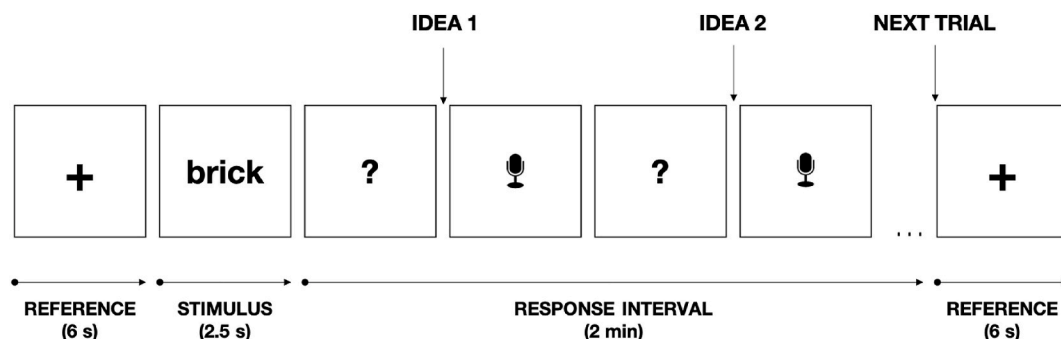 IDEA 1 IDEA 2 NEXT TRIAL
+ brick ? ? +
...
REFERENCE STIMULUS RESPONSE INTERVAL REFERENCE
(6 s) (2.5 s) (2 min) (6 s)